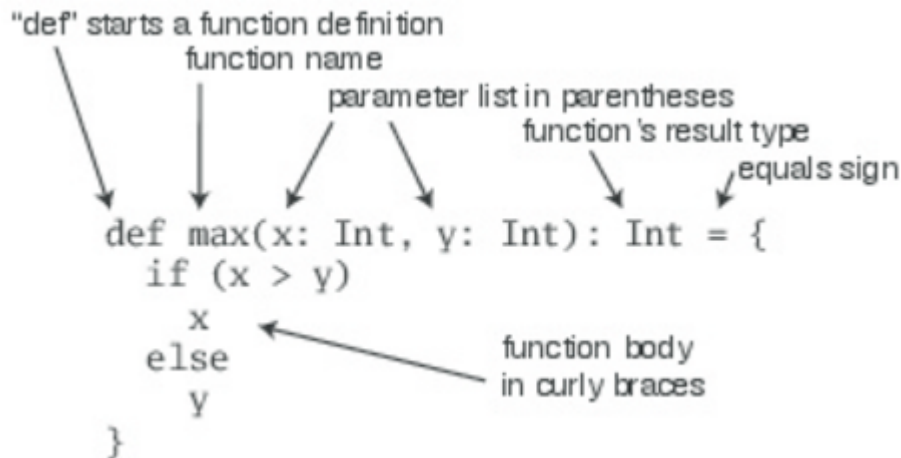 "def" starts a function definition
function name
parameter list in parentheses
function's result type
equals sign
def max(x: Int, y: Int): Int = {
if (x > y)
x
else
y
}
function body
in curly braces